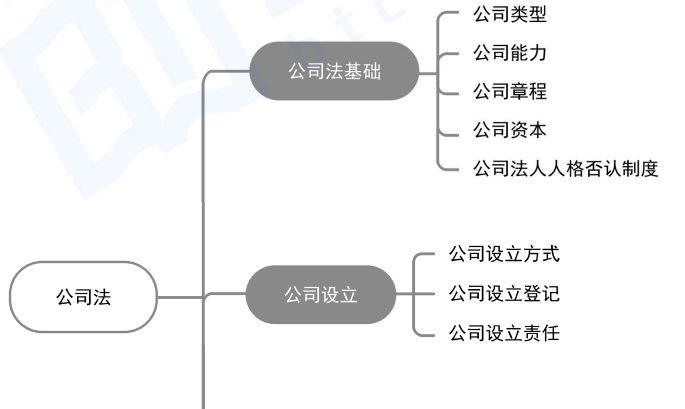 公司类型
公司能力
公司法基础
公司章程
公司资本
公司法人人格否认制度
公司设立方式
公司法
公司设立
公司设立登记
公司设立责任